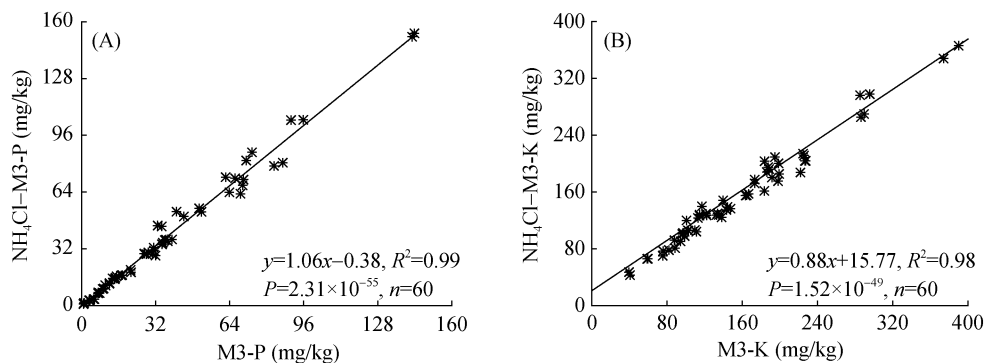 (A)
NH₄Cl−M3-P (mg/kg)
160
128
96
64
32
0
y=1.06x−0.38, R²=0.99
P=2.31×10⁻⁵⁵, n=60
0 32 64 96 128 160
M3-P (mg/kg)
(B)
NH₄Cl−M3-K (mg/kg)
400
320
240
160
80
0
y=0.88x+15.77, R²=0.98
P=1.52×10⁻⁴⁹, n=60
0 80 160 240 320 400
M3-K (mg/kg)